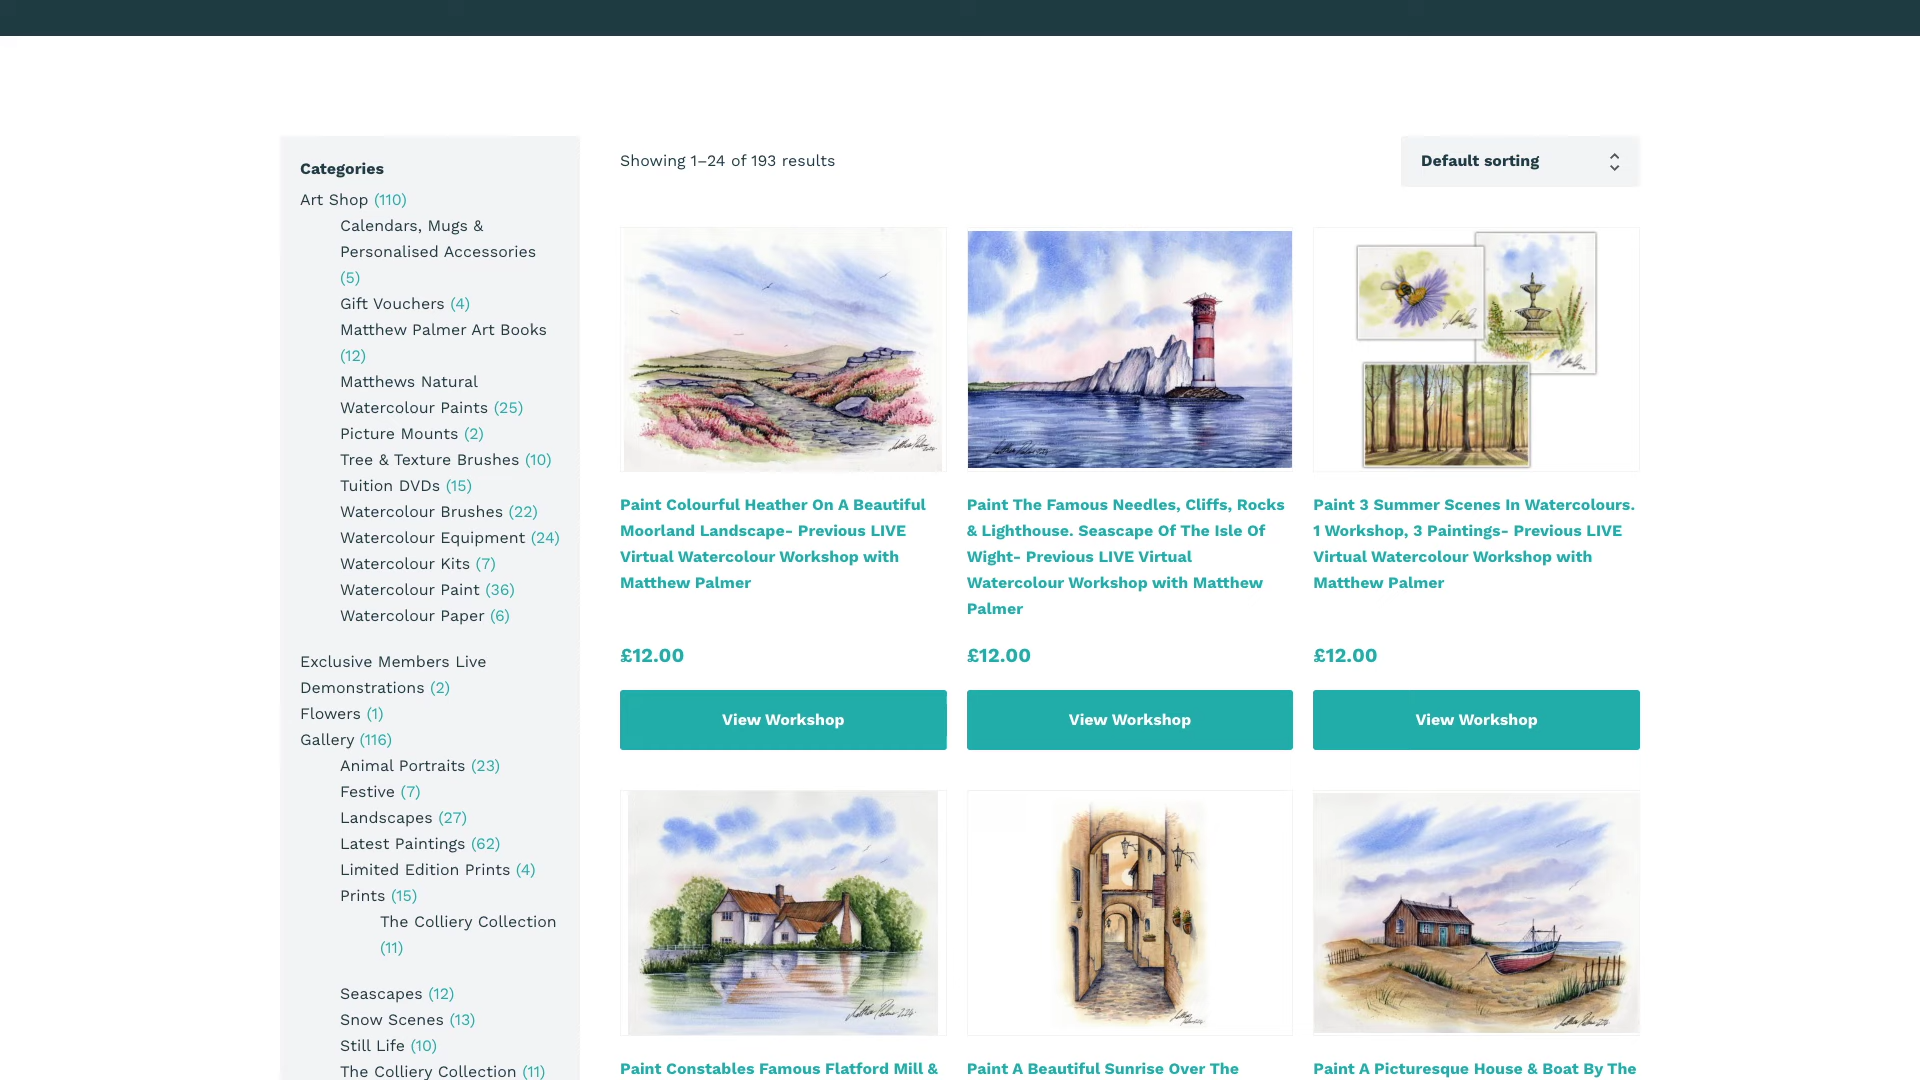 Categories
Art Shop (110)
Calendars, Mugs &
Personalised Accessories
(5)
Gift Vouchers (4)
Matthew Palmer Art Books
(12)
Matthews Natural
Watercolour Paints (25)
Picture Mounts (2)
Tree & Texture Brushes (10)
Tuition DVDs (15)
Watercolour Brushes (22)
Watercolour Equipment (24)
Watercolour Kits (7)
Watercolour Paint (36)
Watercolour Paper (6)
Exclusive Members Live
Demonstrations (2)
Flowers (1)
Gallery (116)
Animal Portraits (23)
Festive (7)
Landscapes (27)
Latest Paintings (62)
Limited Edition Prints (4)
Prints (15)
The Colliery Collection
(11)
Seascapes (12)
Snow Scenes (13)
Still Life (10)
The Colliery Collection (11)
Showing 1–24 of 193 results
Default sorting
Paint Colourful Heather On A Beautiful
Moorland Landscape- Previous LIVE
Virtual Watercolour Workshop with
Matthew Palmer
£12.00
View Workshop
Paint The Famous Needles, Cliffs, Rocks
& Lighthouse. Seascape Of The Isle Of
Wight- Previous LIVE Virtual
Watercolour Workshop with Matthew
Palmer
£12.00
View Workshop
Paint 3 Summer Scenes In Watercolours.
1 Workshop, 3 Paintings- Previous LIVE
Virtual Watercolour Workshop with
Matthew Palmer
£12.00
View Workshop
Paint Constables Famous Flatford Mill &
Paint A Beautiful Sunrise Over The
Paint A Picturesque House & Boat By The